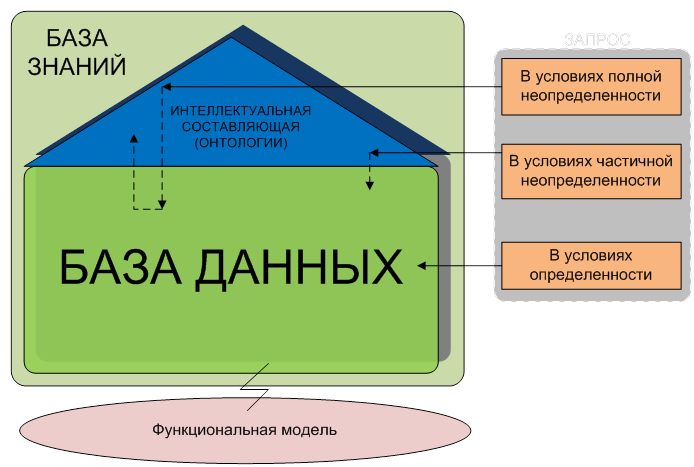 БАЗА
ЗНАНИЙ
ЗАПРОС
В условиях полной
неопределенности
ИНТЕЛЛЕКТУАЛЬНАЯ
СОСТАВЛЯЮЩАЯ
(ОНТОЛОГИИ)
В условиях частичной
неопределенности
БАЗА ДАННЫХ
В условиях
определенности
Функциональная модель